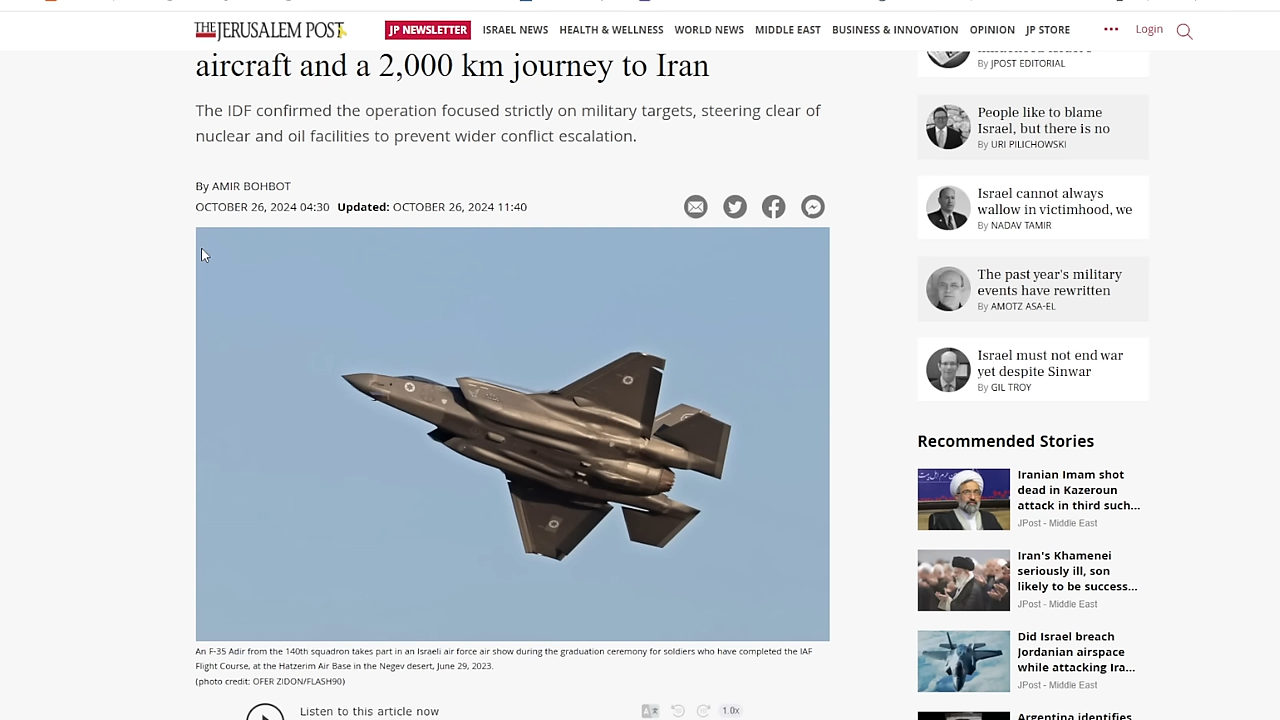 THE JERUSALEM POST
JP NEWSLETTER
ISRAEL NEWS
HEALTH & WELLNESS
WORLD NEWS
MIDDLE EAST
BUSINESS & INNOVATION
OPINION
JP STORE
Login
aircraft and a 2,000 km journey to Iran
The IDF confirmed the operation focused strictly on military targets, steering clear of
nuclear and oil facilities to prevent wider conflict escalation.
By AMIR BOHBOT
OCTOBER 26, 2024 04:30 Updated: OCTOBER 26, 2024 11:40
An F-35 Adir from the 140th squadron takes part in an Israeli air force air show during the graduation ceremony for soldiers who have completed the IAF
Flight Course, at the Hatzerim Air Base in the Negev desert, June 29, 2023.
(photo credit: OFER ZIDON/FLASH90)
Listen to this article now
1.0x
By JPOST EDITORIAL
People like to blame
Israel, but there is no
By URI PILICHOWSKI
Israel cannot always
wallow in victimhood, we
By NADAV TAMIR
The past year's military
events have rewritten
By AMOTZ ASA-EL
Israel must not end war
yet despite Sinwar
By GIL TROY
Recommended Stories
Iranian Imam shot
dead in Kazeroun
attack in third such...
JPost - Middle East
Iran's Khamenei
seriously ill, son
likely to be success...
JPost - Middle East
Did Israel breach
Jordanian airspace
while attacking Ira...
JPost - Middle East
Argentina identifies